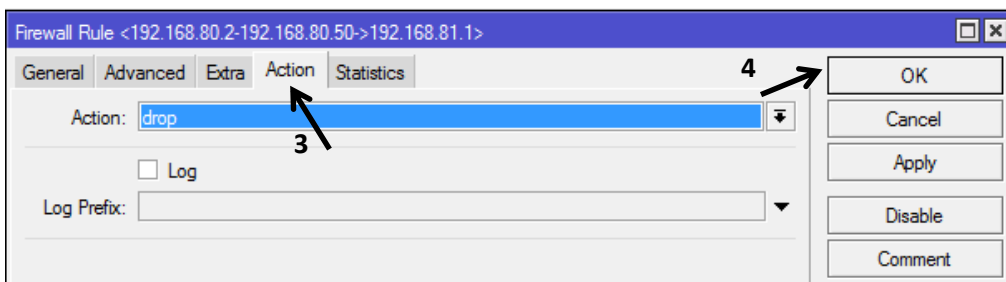 Firewall Rule <192.168.80.2-192.168.80.50->192.168.81.1>
General Advanced Extra Action Statistics
4
OK
Action: drop
Cancel
3
Log
Apply
Log Prefix:
Disable
Comment